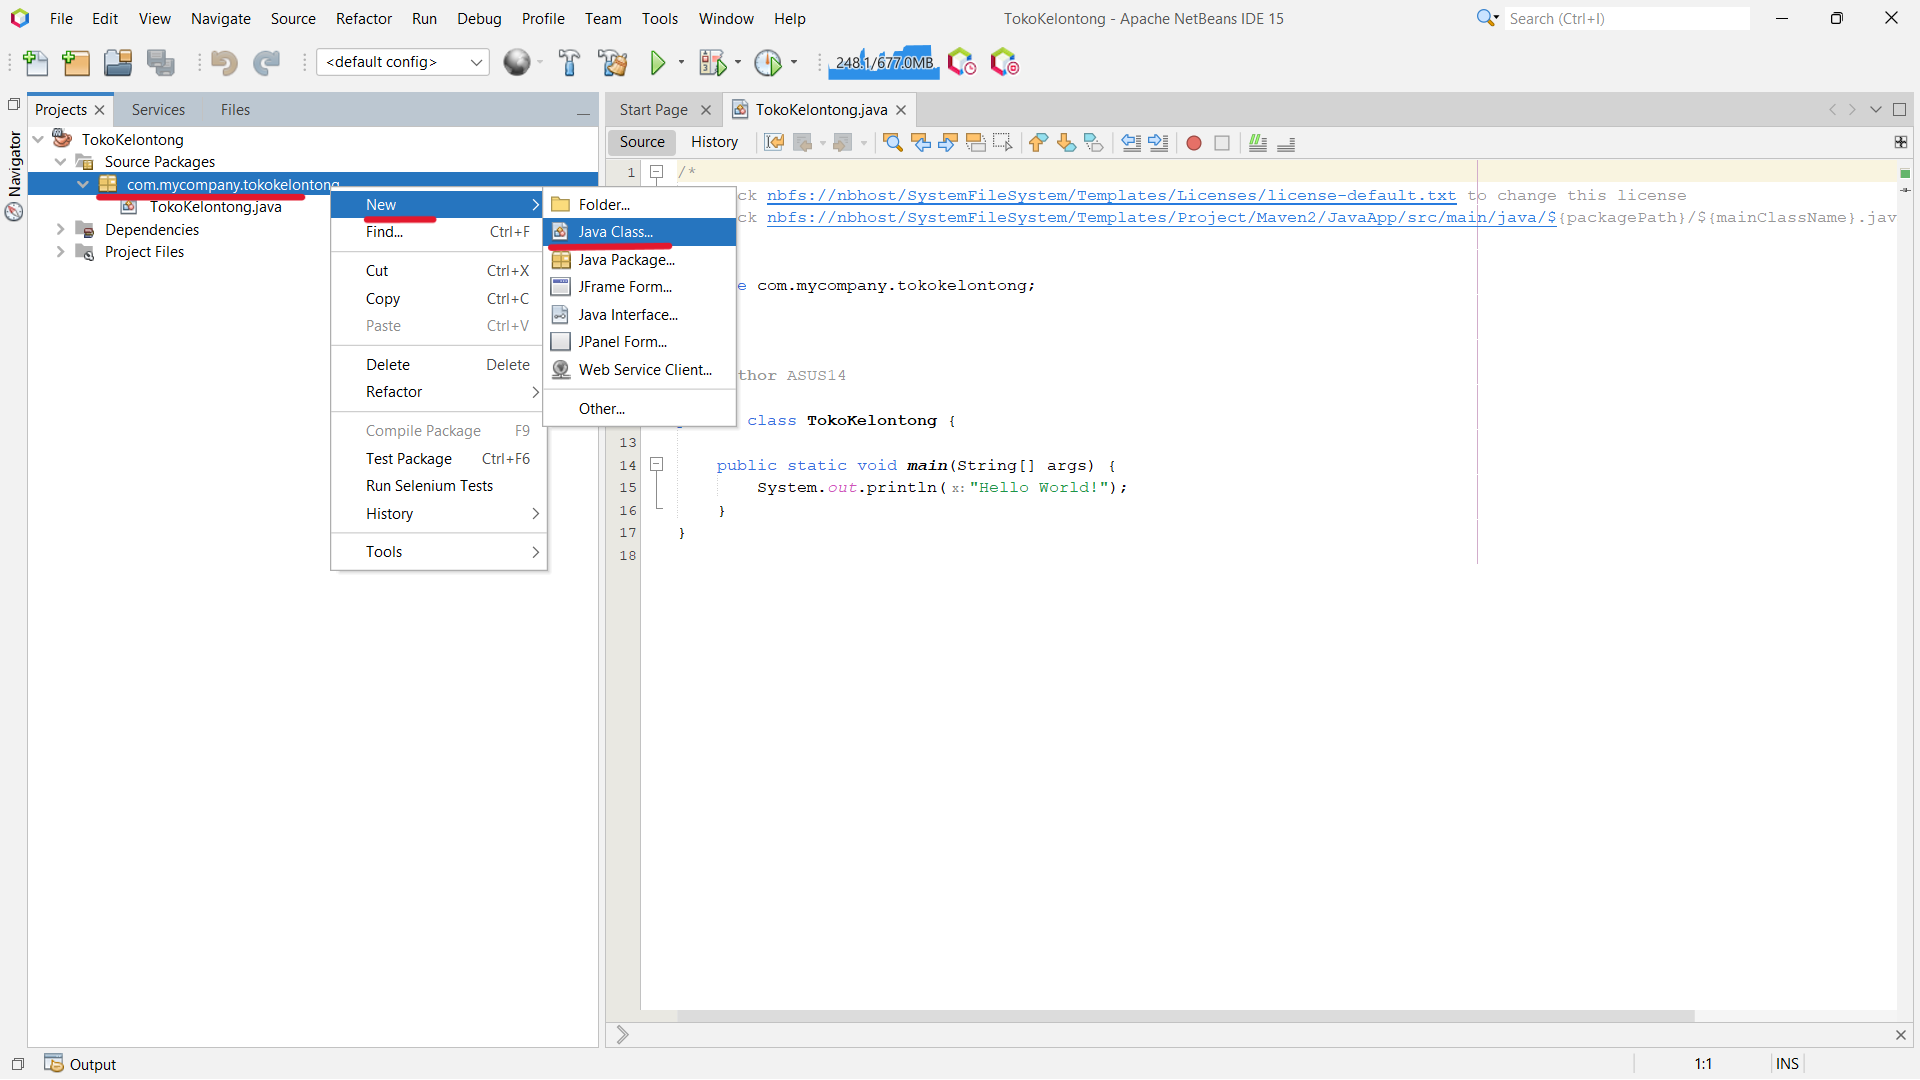 File Edit View Navigate Source Refactor Run Debug Profile Team Tools Window Help
TokoKelontong - Apache NetBeans IDE 15
Search (Ctrl+I)
<default config>
248.1/677.0MB
Projects Services Files
Start Page TokoKelontong.java
Source History
Navigator
TokoKelontong
Source Packages
com.mycompany.tokokelontong
TokoKelontong.java
Dependencies
Project Files
New
Find... Ctrl+F
Cut Ctrl+X
Copy Ctrl+C
Paste Ctrl+V
Delete Delete
Refactor
Compile Package F9
Test Package Ctrl+F6
Run Selenium Tests
History
Tools
Folder...
Java Class...
Java Package...
JFrame Form...
Java Interface...
JPanel Form...
Web Service Client...
Other...
1 /*
ck nbfs://nbhost/SystemFileSystem/Templates/Licenses/license-default.txt to change this license
ck nbfs://nbhost/SystemFileSystem/Templates/Project/Maven2/JavaApp/src/main/java/${packagePath}/${mainClassName}.jav
e com.mycompany.tokokelontong;
thor ASUS14
class TokoKelontong {
13
14 public static void main(String[] args) {
15 System.out.println( x: "Hello World!");
16 }
17 }
18
Output
1:1 INS